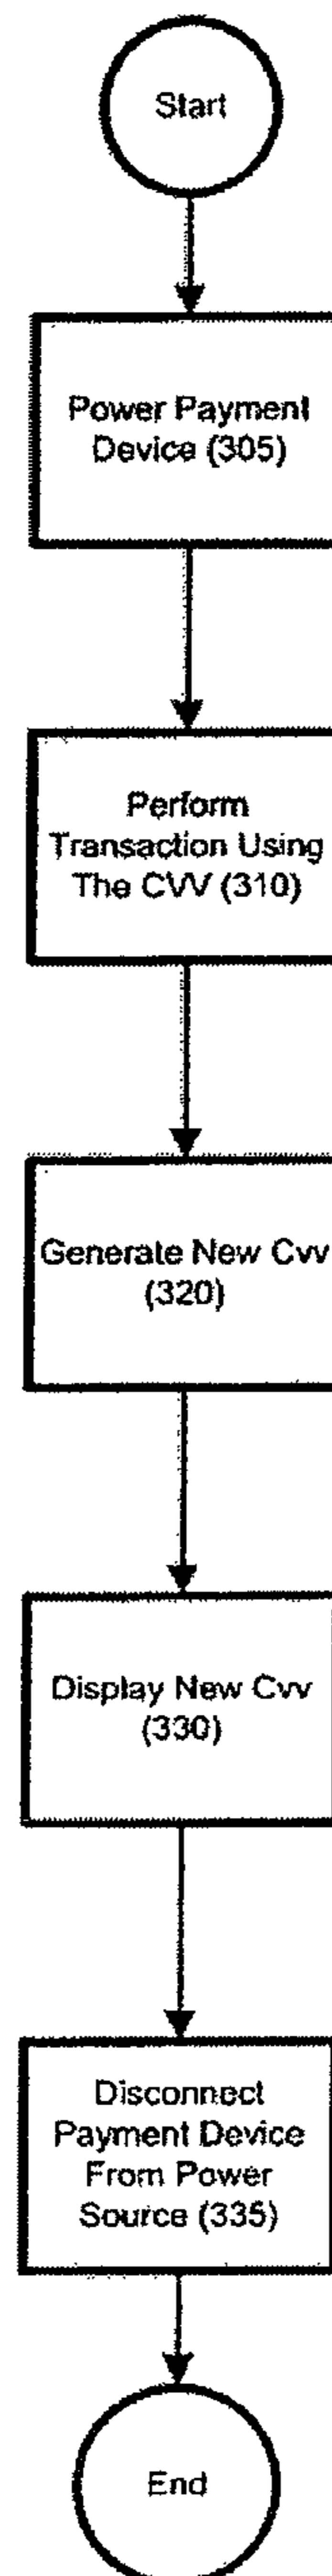 Start
Power Payment
Device (305)
Perform
Transaction Using
The CVV (310)
Generate New Cvv
(320)
Display New Cvv
(330)
Disconnect
Payment Device
From Power
Source (335)
End